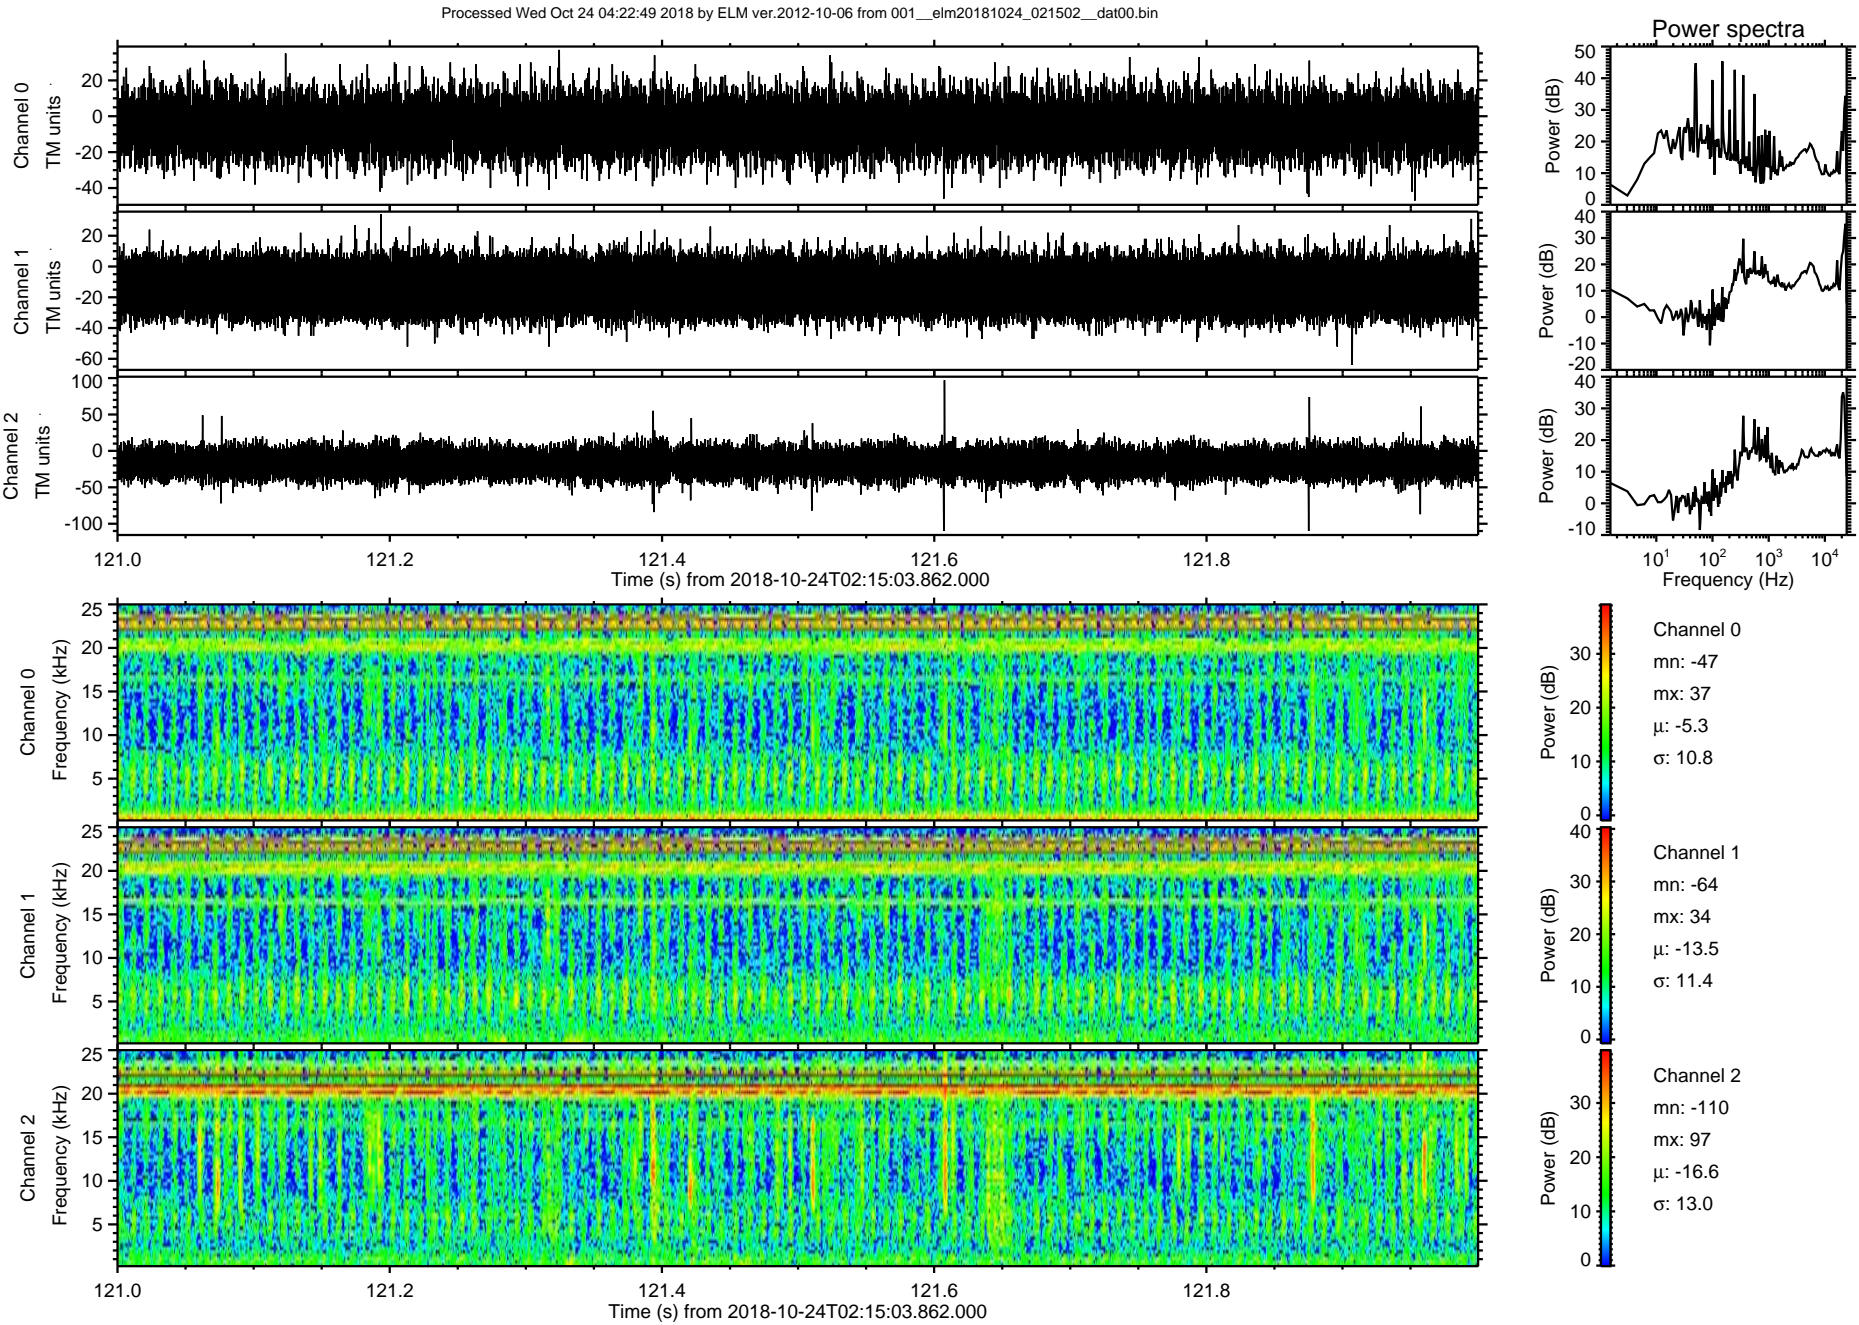 Processed Wed Oct 24 04:22:49 2018 by ELM ver.2012-10-06 from 001__elm20181024_021502__dat00.bin
Power spectra
Channel 0
TM units
20
0
-20
-40
Power (dB)
50
40
30
20
10
0
Channel 1
TM units
20
0
-20
-40
-60
Power (dB)
40
30
20
10
0
-10
-20
Channel 2
TM units
100
50
0
-50
-100
Power (dB)
40
30
20
10
0
-10
121.0 121.2 121.4 121.6 121.8
Time (s) from 2018-10-24T02:15:03.862.000
10^1 10^2 10^3 10^4
Frequency (Hz)
Channel 0
Frequency (kHz)
25
20
15
10
5
Power (dB)
30
20
10
0
Channel 0
mn: -47
mx: 37
μ: -5.3
σ: 10.8
Channel 1
Frequency (kHz)
25
20
15
10
5
Power (dB)
40
30
20
10
0
Channel 1
mn: -64
mx: 34
μ: -13.5
σ: 11.4
Channel 2
Frequency (kHz)
25
20
15
10
5
Power (dB)
30
20
10
0
Channel 2
mn: -110
mx: 97
μ: -16.6
σ: 13.0
121.0 121.2 121.4 121.6 121.8
Time (s) from 2018-10-24T02:15:03.862.000